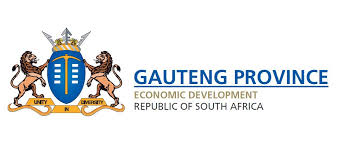 GAUTENG PROVINCE
ECONOMIC DEVELOPMENT
REPUBLIC OF SOUTH AFRICA
UNITY IN DIVERSITY